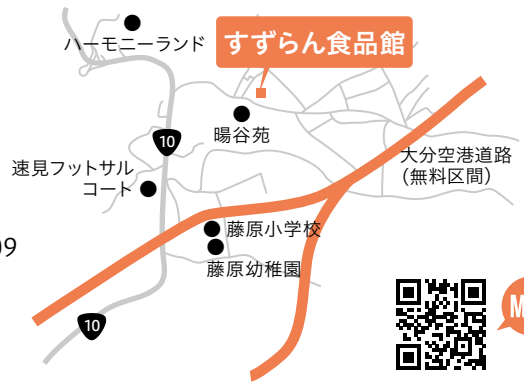 ハーモニーランド
すずらん食品館
暘谷苑
10
速見フットサル
コート
大分空港道路
(無料区間)
藤原小学校
藤原幼稚園
09
10
M